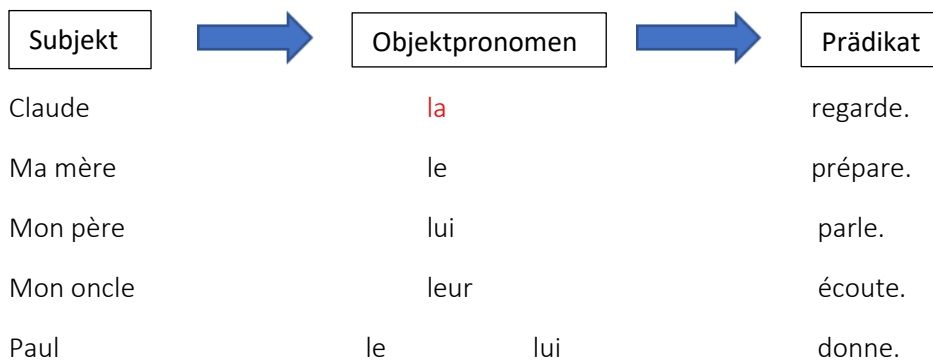 Subjekt Objektpronomen Prädikat
Claude la regarde.
Ma mère le prépare.
Mon père lui parle.
Mon oncle leur écoute.
Paul le lui donne.